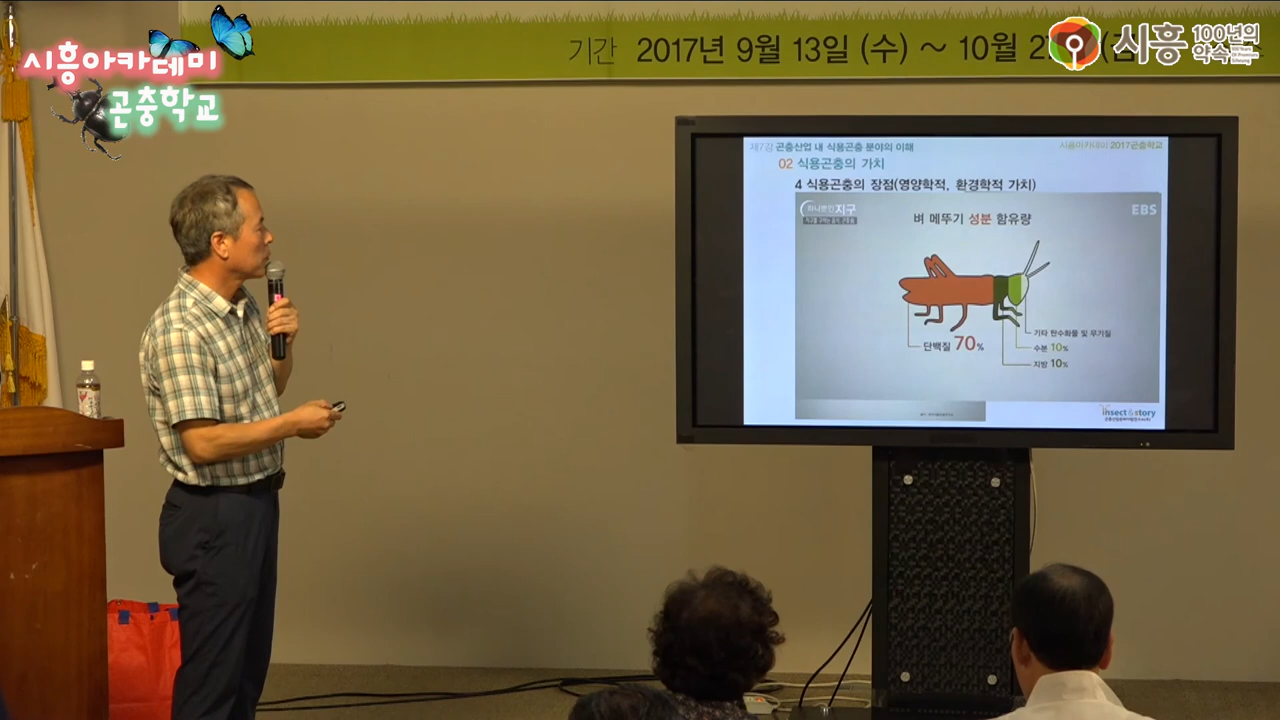 시흥아카데미
곤충학교
기간 2017년 9월 13일 (수) ~ 10월 2
시흥 100년의 약속
제7강 곤충산업 내 식용곤충 분야의 이해
시흥아카데미 2017곤충학교
02 식용곤충의 가치
4 식용곤충의 장점(영양학적, 환경학적 가치)
하나뿐인 지구
EBS
벼 메뚜기 성분 함유량
기타 탄수화물 및 무기질
단백질 70%
수분 10%
지방 10%
insect&story